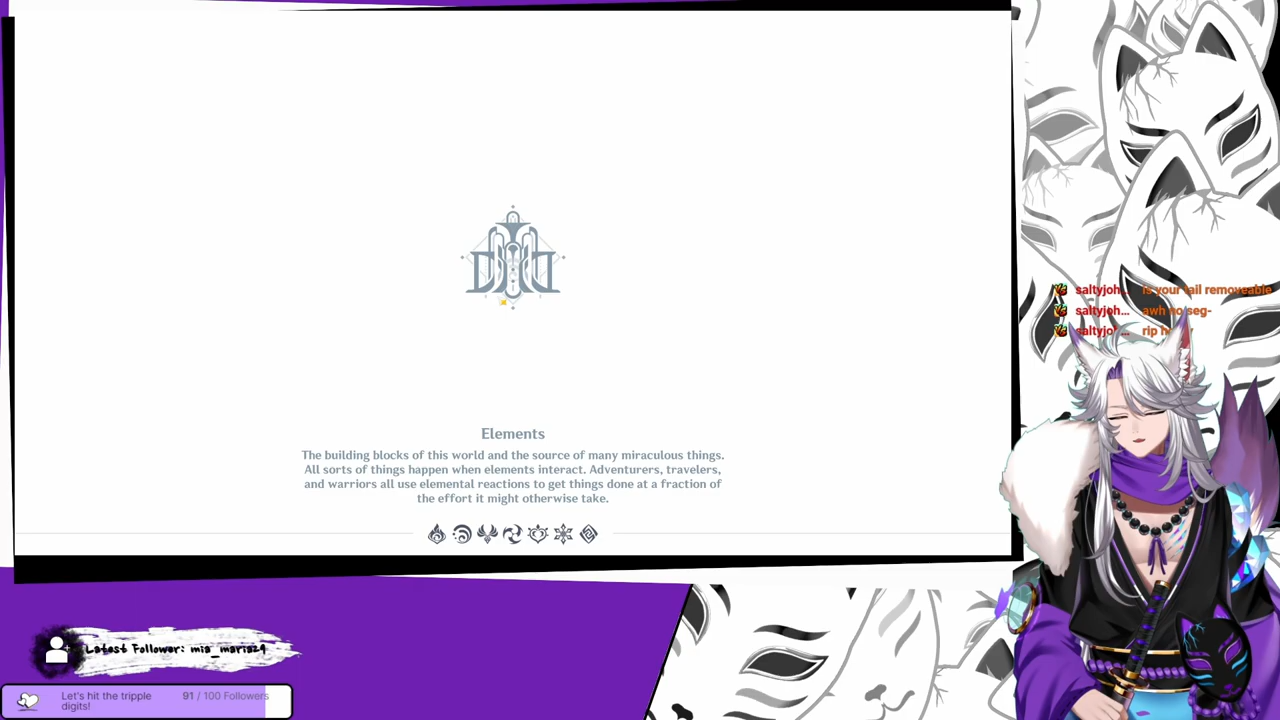 saltyjoh... is your tail removeable
saltyjoh... awh no seg-
rip
Elements
The building blocks of this world and the source of many miraculous things.
All sorts of things happen when elements interact. Adventurers, travelers,
and warriors all use elemental reactions to get things done at a fraction of
the effort it might otherwise take.
Latest Follower: mia_maria29
Let's hit the tripple
digits!
91 / 100 Followers